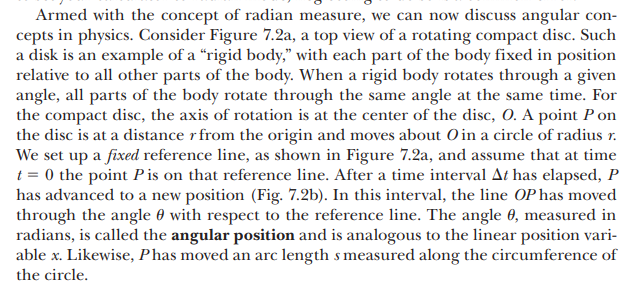 Armed with the concept of radian measure, we can now discuss angular con-
cepts in physics. Consider Figure 7.2a, a top view of a rotating compact disc. Such
a disk is an example of a “rigid body,” with each part of the body fixed in position
relative to all other parts of the body. When a rigid body rotates through a given
angle, all parts of the body rotate through the same angle at the same time. For
the compact disc, the axis of rotation is at the center of the disc, O. A point P on
the disc is at a distance r from the origin and moves about O in a circle of radius r.
We set up a fixed reference line, as shown in Figure 7.2a, and assume that at time
t = 0 the point P is on that reference line. After a time interval Δt has elapsed, P
has advanced to a new position (Fig. 7.2b). In this interval, the line OP has moved
through the angle θ with respect to the reference line. The angle θ, measured in
radians, is called the angular position and is analogous to the linear position vari-
able x. Likewise, P has moved an arc length s measured along the circumference of
the circle.